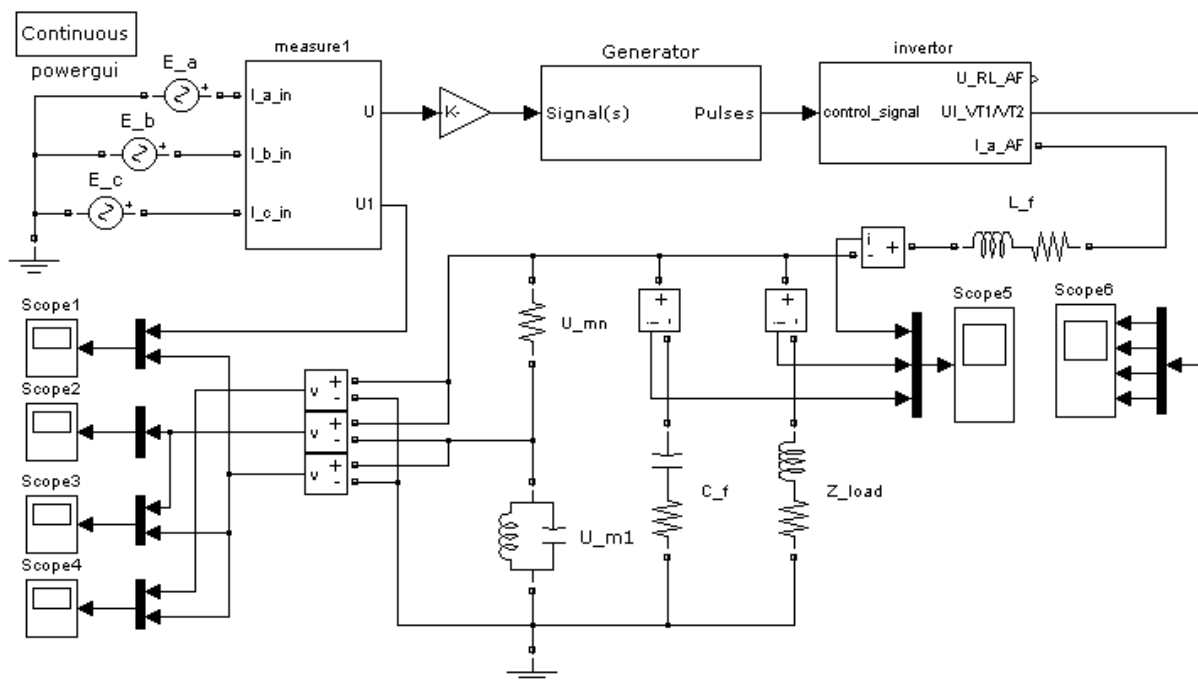 Continuous
powergui
E_a
E_b
E_c
measure1
I_a_in
I_b_in
I_c_in
U
U1
K-
Generator
Signal(s)
Pulses
invertor
control_signal
U_RL_AF
UI_VT1/VT2
I_a_AF
L_f
i
-
+
Scope5
Scope6
Scope1
Scope2
Scope3
Scope4
U_mn
+
i -
+
i -
v
+
-
v
+
-
v
+
-
C_f
Z_load
U_m1